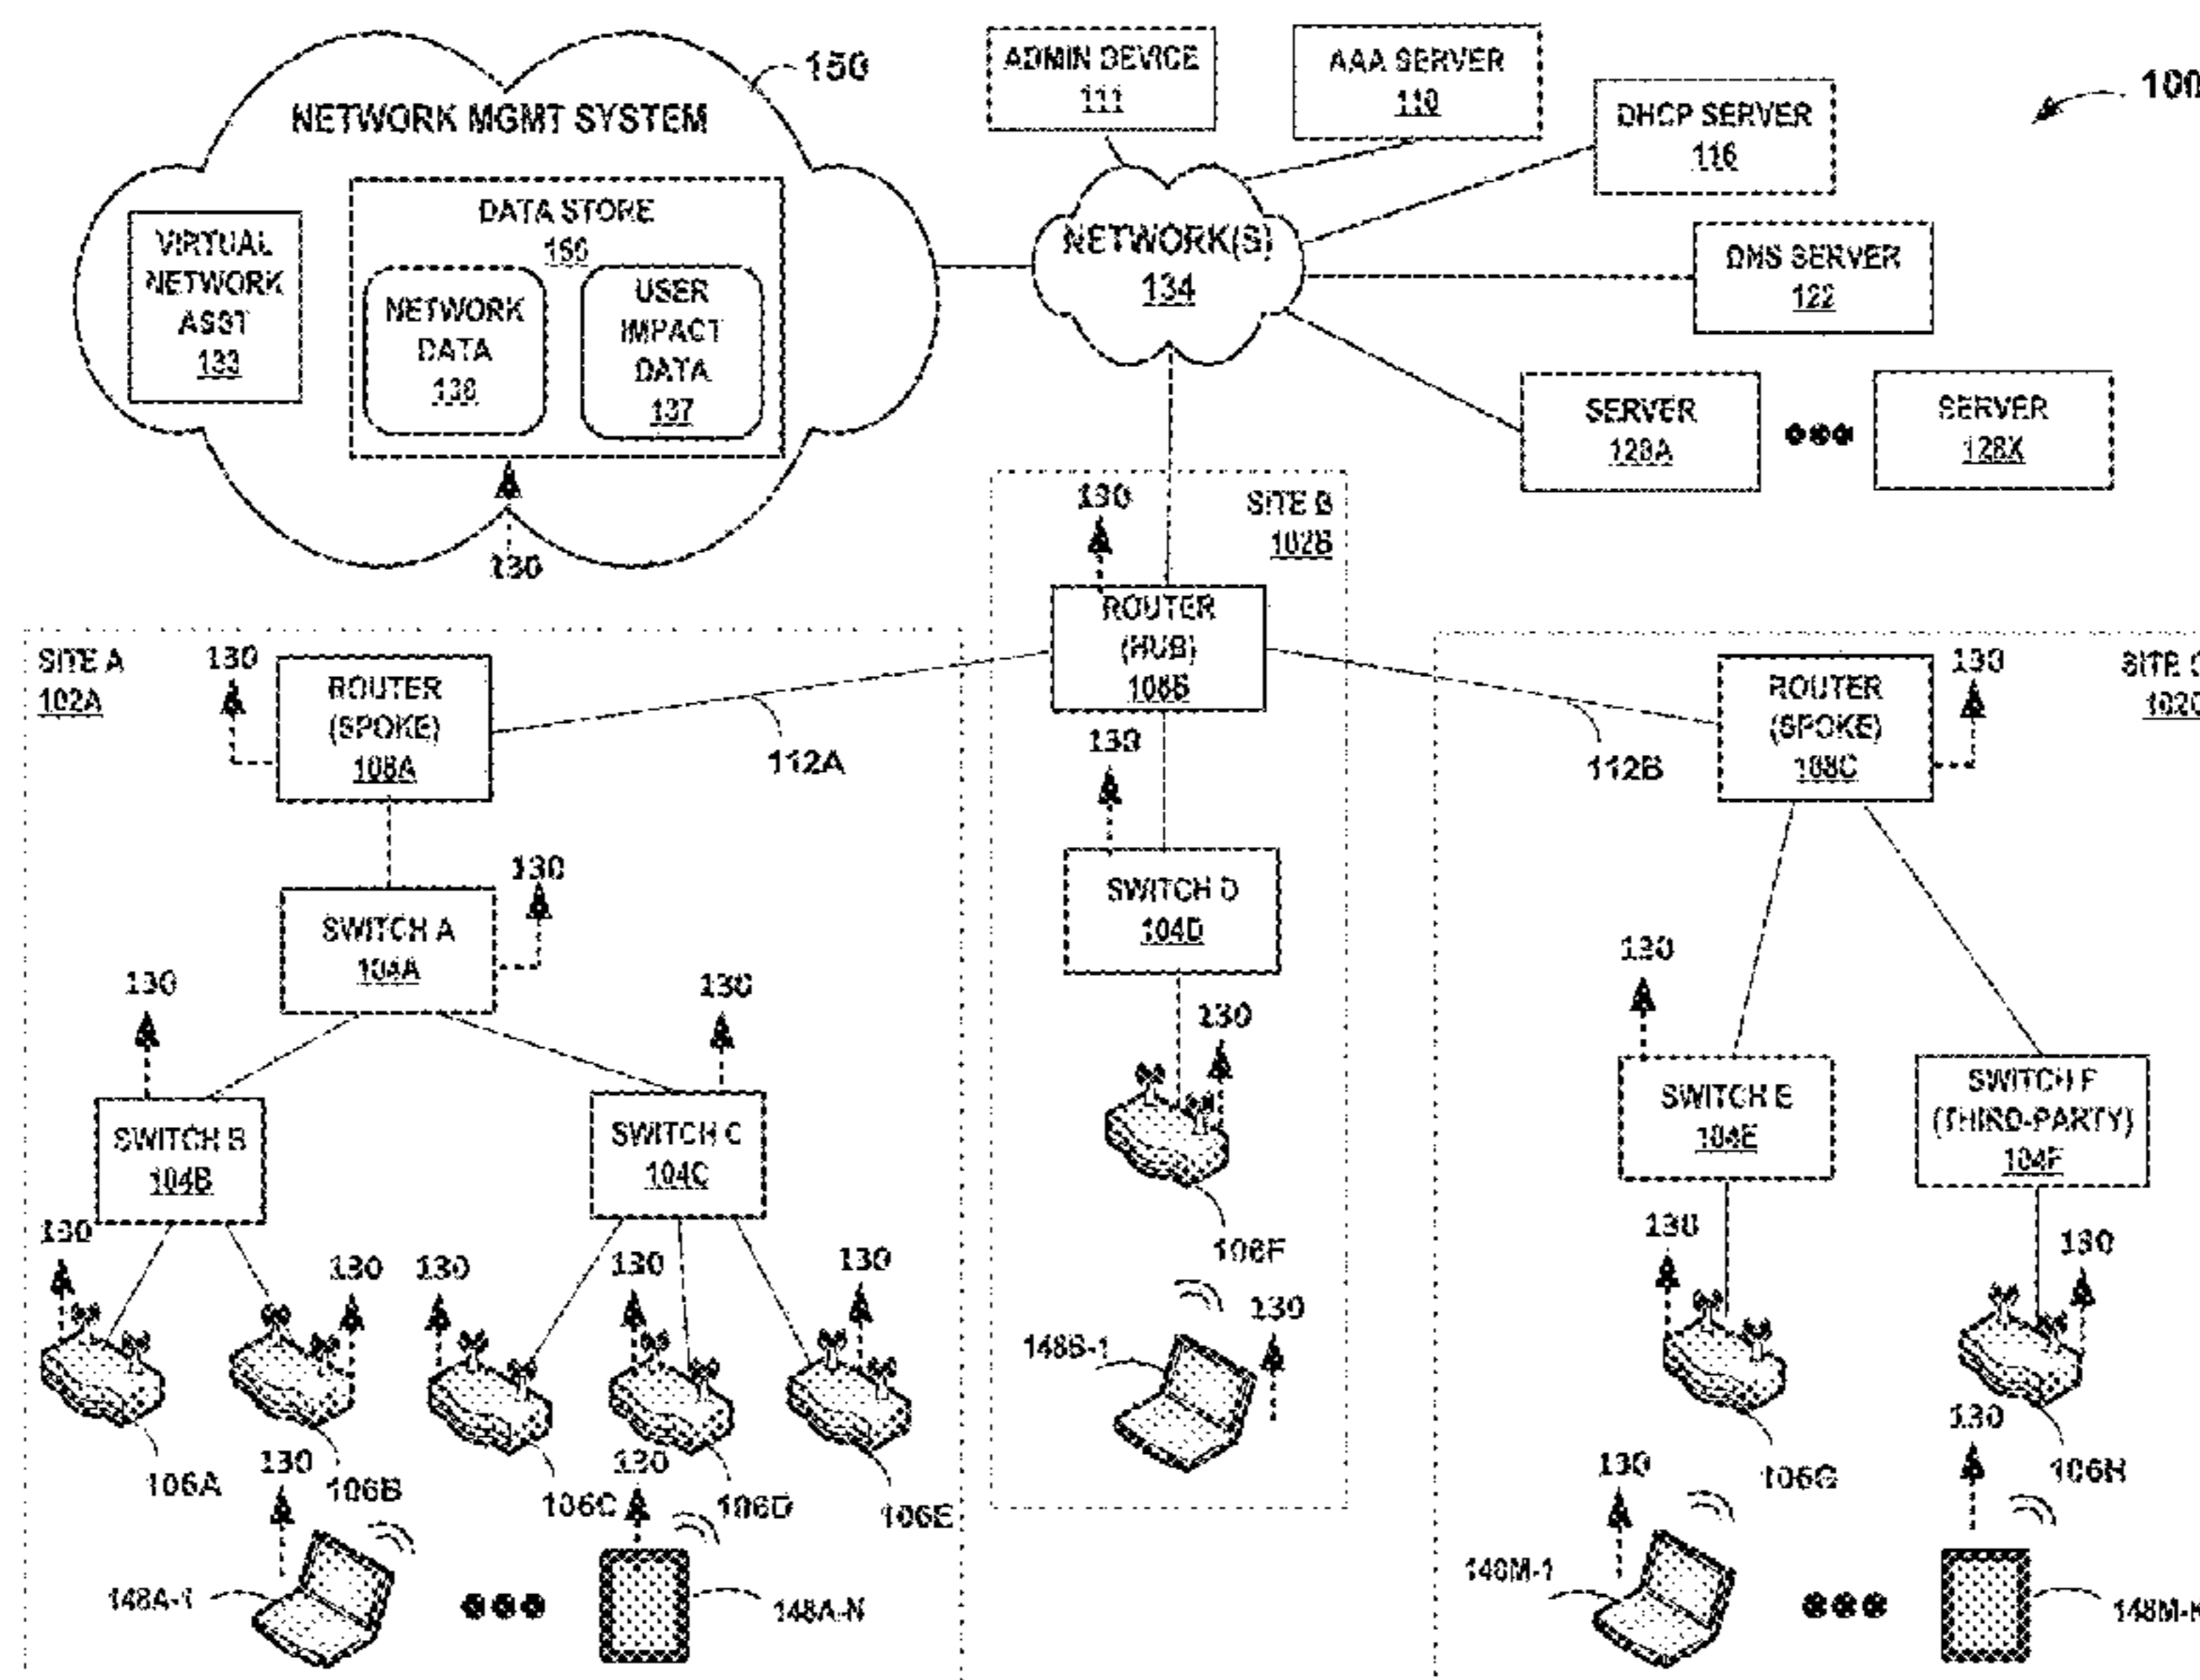 150
NETWORK MGMT SYSTEM
VIRTUAL
NETWORK
ASST
133
DATA STORE
NETWORK
DATA
USER
IMPACT
DATA
137
130
ADMIN DEVICE
111
AAA SERVER
110
DHCP SERVER
116
100
NETWORK(S)
134
DNS SERVER
122
SERVER
128A
SERVER
128X
SITE A
102A
130
ROUTER
(SPOKE)
108A
112A
SWITCH A
104A
130
130
SWITCH B
104B
130
SWITCH C
104C
130
130
130
130
130
106A
106B
106C
106D
106E
130
148A-1
130
148A-N
SITE B
102B
130
ROUTER
(HUB)
108B
130
SWITCH D
104D
130
106F
130
148B-1
112B
SITE
ROUTER
(SPOKE)
108C
130
130
SWITCH E
104E
SWITCH F
(THIRD-PARTY)
104F
130
130
106G
106H
130
148M-1
130